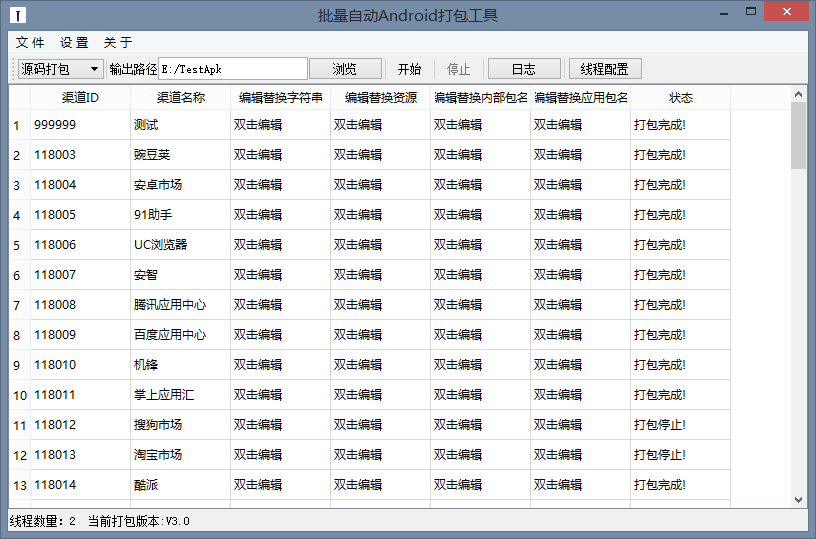 批量自动Android打包工具
文 件 设 置 关 于
源码打包 输出路径 E:/TestApk 浏览 开始 停止 日志 线程配置
渠道ID 渠道名称 编辑替换字符串 编辑替换资源 编辑替换内部包名 编辑替换应用包名 状态
1 999999 测试 双击编辑 双击编辑 双击编辑 双击编辑 打包完成!
2 118003 豌豆荚 双击编辑 双击编辑 双击编辑 双击编辑 打包完成!
3 118004 安卓市场 双击编辑 双击编辑 双击编辑 双击编辑 打包完成!
4 118005 91助手 双击编辑 双击编辑 双击编辑 双击编辑 打包完成!
5 118006 UC浏览器 双击编辑 双击编辑 双击编辑 双击编辑 打包完成!
6 118007 安智 双击编辑 双击编辑 双击编辑 双击编辑 打包完成!
7 118008 腾讯应用中心 双击编辑 双击编辑 双击编辑 双击编辑 打包完成!
8 118009 百度应用中心 双击编辑 双击编辑 双击编辑 双击编辑 打包完成!
9 118010 机锋 双击编辑 双击编辑 双击编辑 双击编辑 打包完成!
10 118011 掌上应用汇 双击编辑 双击编辑 双击编辑 双击编辑 打包完成!
11 118012 搜狗市场 双击编辑 双击编辑 双击编辑 双击编辑 打包停止!
12 118013 淘宝市场 双击编辑 双击编辑 双击编辑 双击编辑 打包停止!
13 118014 酷派 双击编辑 双击编辑 双击编辑 双击编辑 打包完成!
线程数量: 2 当前打包版本:V3.0